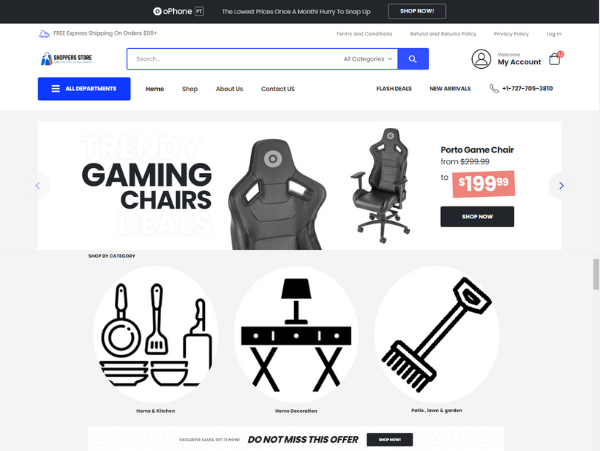 oPhone PT The Lowest Prices Once A Month! Hurry To Snap Up SHOP NOW!
FREE Express Shipping On Orders $99+ Terms and Conditions Refund and Returns Policy Privacy Policy Log In
SHOPPERS STORE Search... All Categories Welcome
My Account
ALL DEPARTMENTS Home Shop About Us Contact US FLASH DEALS NEW ARRIVALS +1-727-705-3810
TRENDY
GAMING
CHAIRS
DEALS
Porto Game Chair
from $299.99
to $199.99
SHOP NOW
SHOP BY CATEGORY
Home & Kitchen Home Decoration Patio , lawn & garden
EXCLUSIVE SALES, GET IT NOW! DO NOT MISS THIS OFFER SHOP NOW!